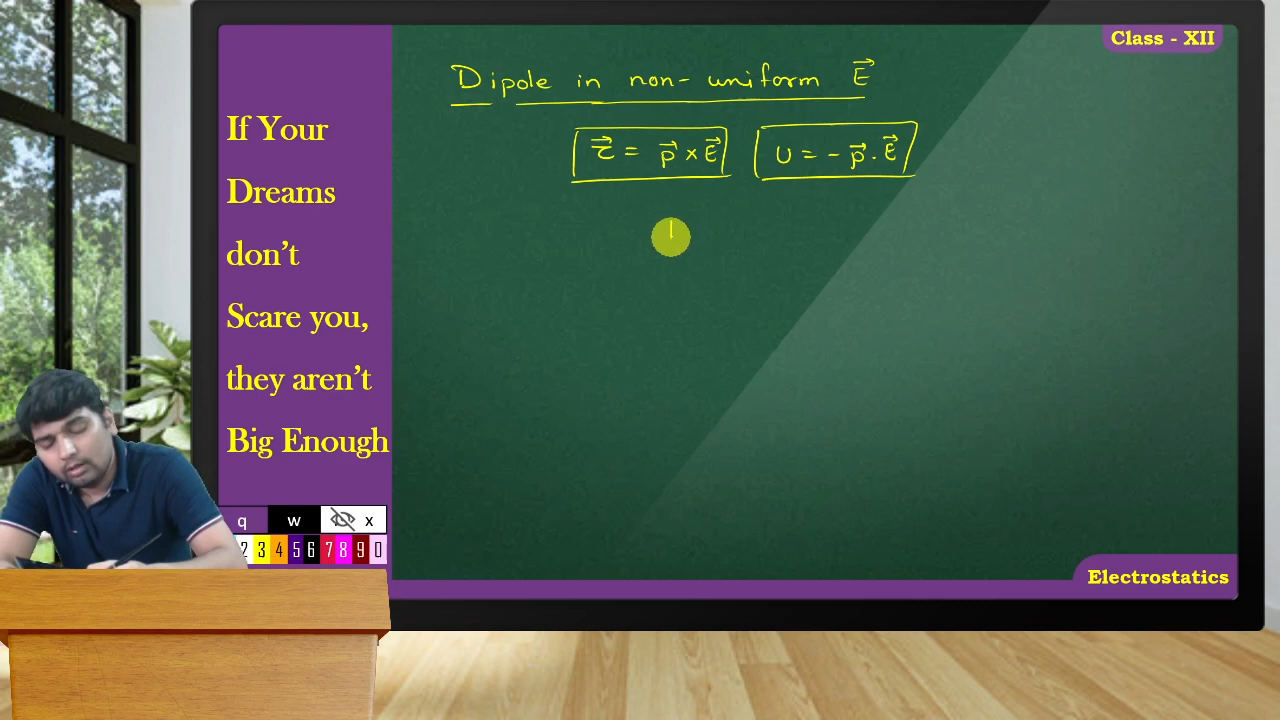 Class - XII
Dipole in non-uniform E⃗
τ⃗ = p⃗ × E⃗ U = - p⃗ . E⃗
If Your
Dreams
don't
Scare you,
they aren't
Big Enough
q w x
2 3 4 5 6 7 8 9 0
Electrostatics